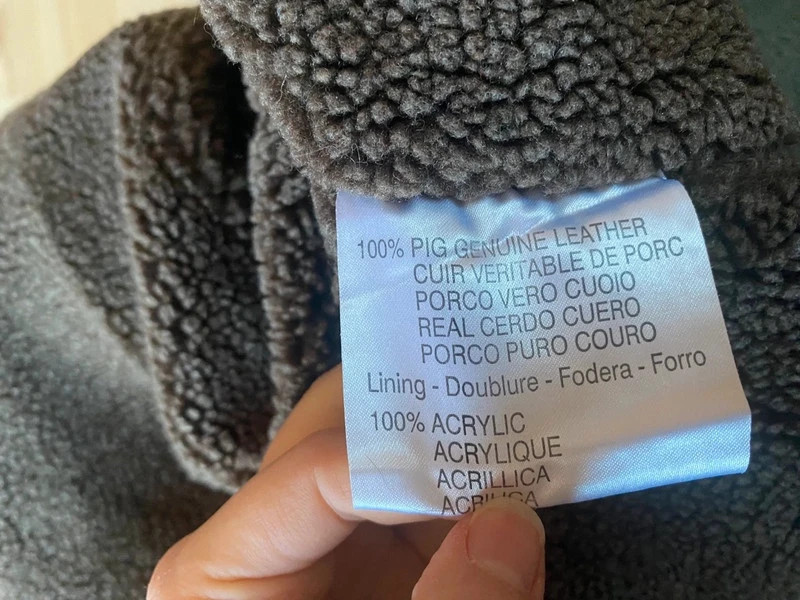 100% PIG GENUINE LEATHER
CUIR VERITABLE DE PORC
PORCO VERO CUOIO
REAL CERDO CUERO
PORCO PURO COURO
Lining - Doublure - Fodera - Forro
100% ACRYLIC
ACRYLIQUE
ACRILLICA